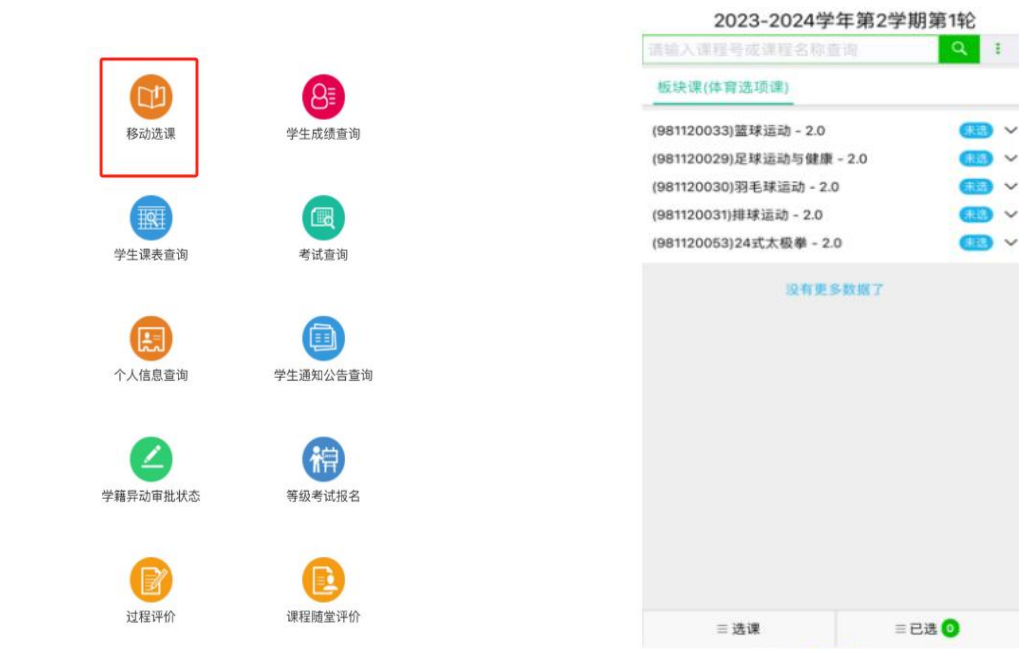 移动选课
学生成绩查询
学生课表查询
考试查询
个人信息查询
学生通知公告查询
学籍异动审批状态
等级考试报名
过程评价
课程随堂评价
2023-2024学年第2学期第1轮
请输入课程号或课程名称查询
板块课(体育选项课)
(981120033)篮球运动 - 2.0 未选
(981120029)足球运动与健康 - 2.0 未选
(981120030)羽毛球运动 - 2.0 未选
(981120031)排球运动 - 2.0 未选
(981120053)24式太极拳 - 2.0 未选
没有更多数据了
选课
已选 0